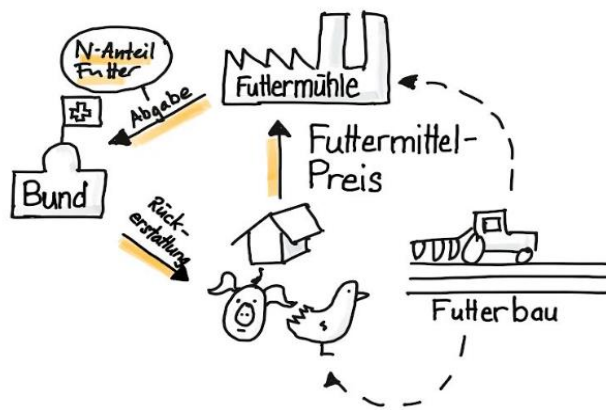 N-Anteil
Futter
Abgabe
Futtermühle
Bund
Rück-
erstattung
Futtermittel-
Preis
Futterbau